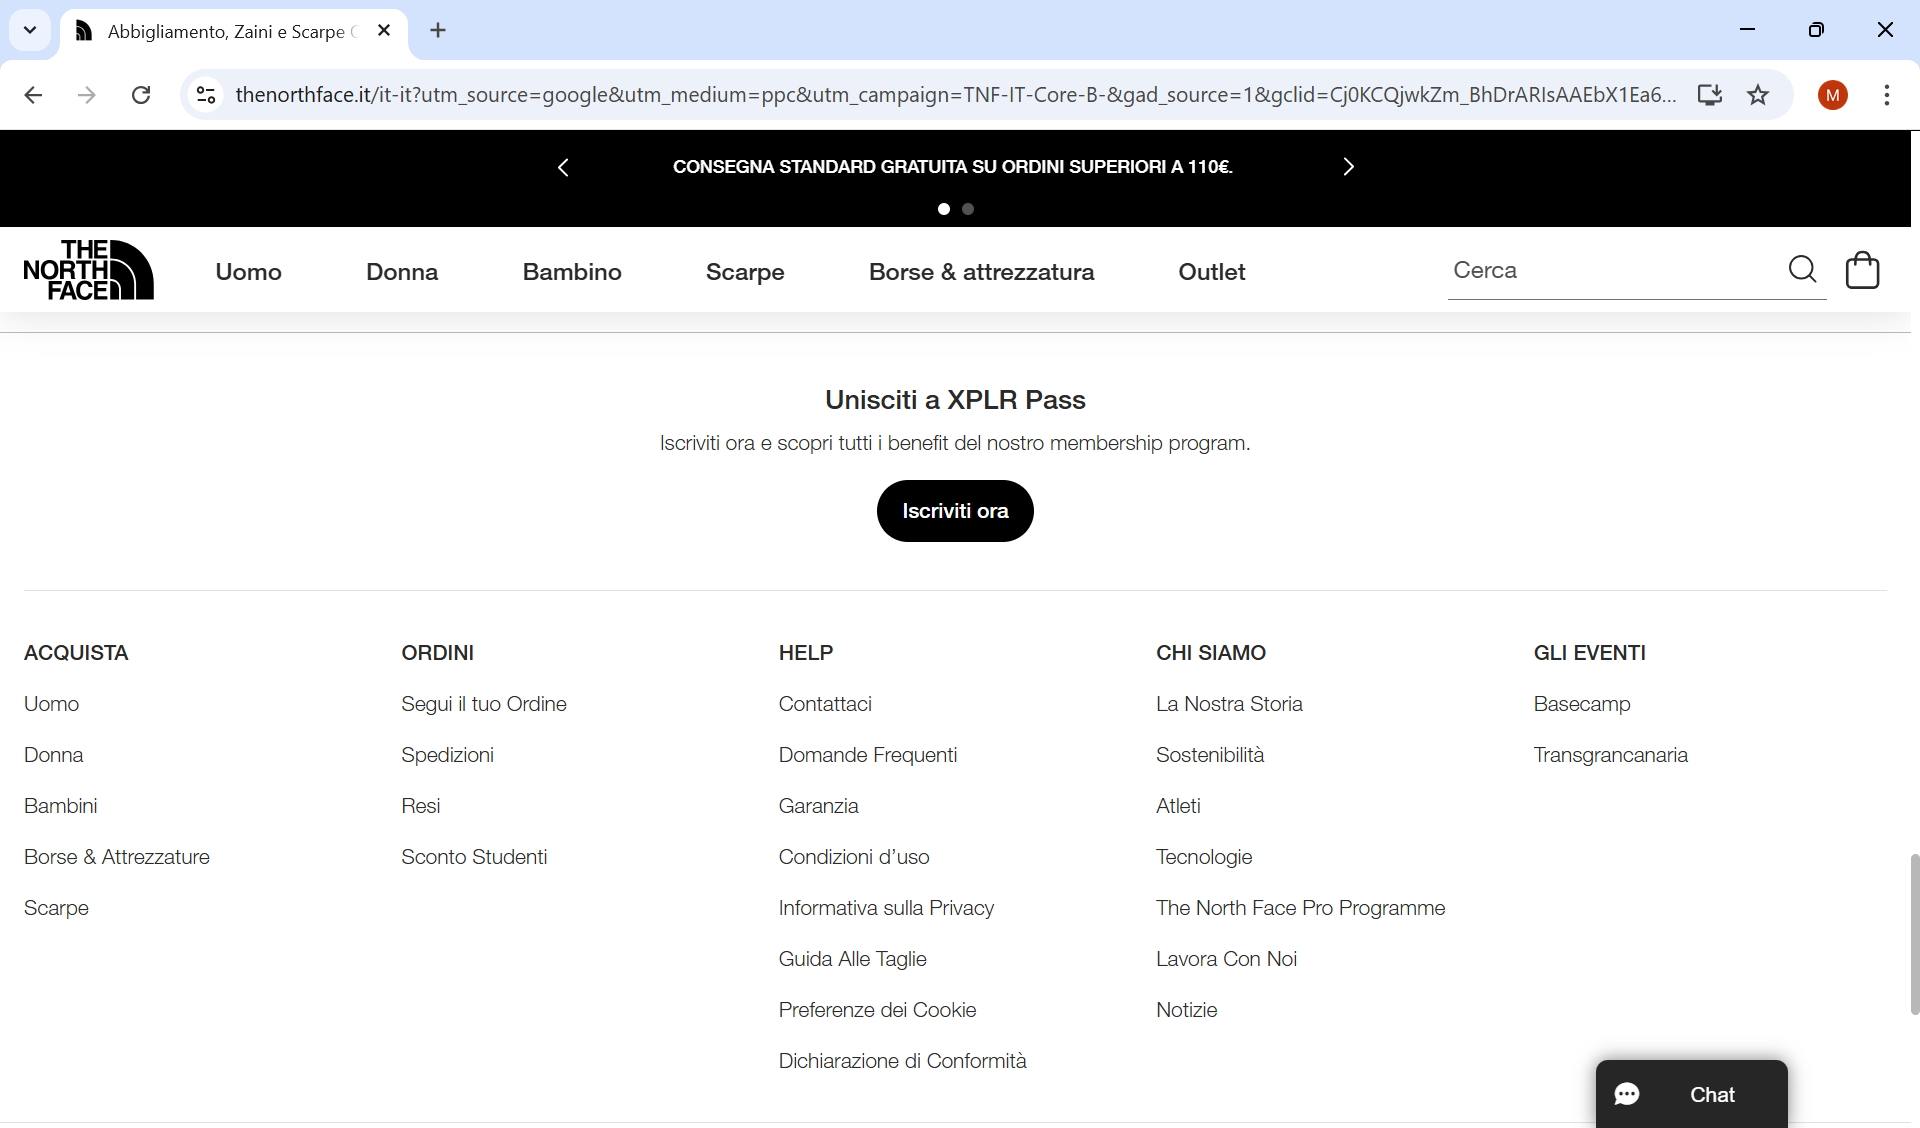 Abbigliamento, Zaini e Scarpe
thenorthface.it/it-it?utm_source=google&utm_medium=ppc&utm_campaign=TNF-IT-Core-B-&gad_source=1&gclid=Cj0KCQjwkZm_BhDrARIsAAEbX1Ea6...
M
CONSEGNA STANDARD GRATUITA SU ORDINI SUPERIORI A 110€.
THE
NORTH
FACE
Uomo
Donna
Bambino
Scarpe
Borse & attrezzatura
Outlet
Cerca
Unisciti a XPLR Pass
Iscriviti ora e scopri tutti i benefit del nostro membership program.
Iscriviti ora
ACQUISTA
Uomo
Donna
Bambini
Borse & Attrezzature
Scarpe
ORDINI
Segui il tuo Ordine
Spedizioni
Resi
Sconto Studenti
HELP
Contattaci
Domande Frequenti
Garanzia
Condizioni d’uso
Informativa sulla Privacy
Guida Alle Taglie
Preferenze dei Cookie
Dichiarazione di Conformità
CHI SIAMO
La Nostra Storia
Sostenibilità
Atleti
Tecnologie
The North Face Pro Programme
Lavora Con Noi
Notizie
GLI EVENTI
Basecamp
Transgrancanaria
Chat